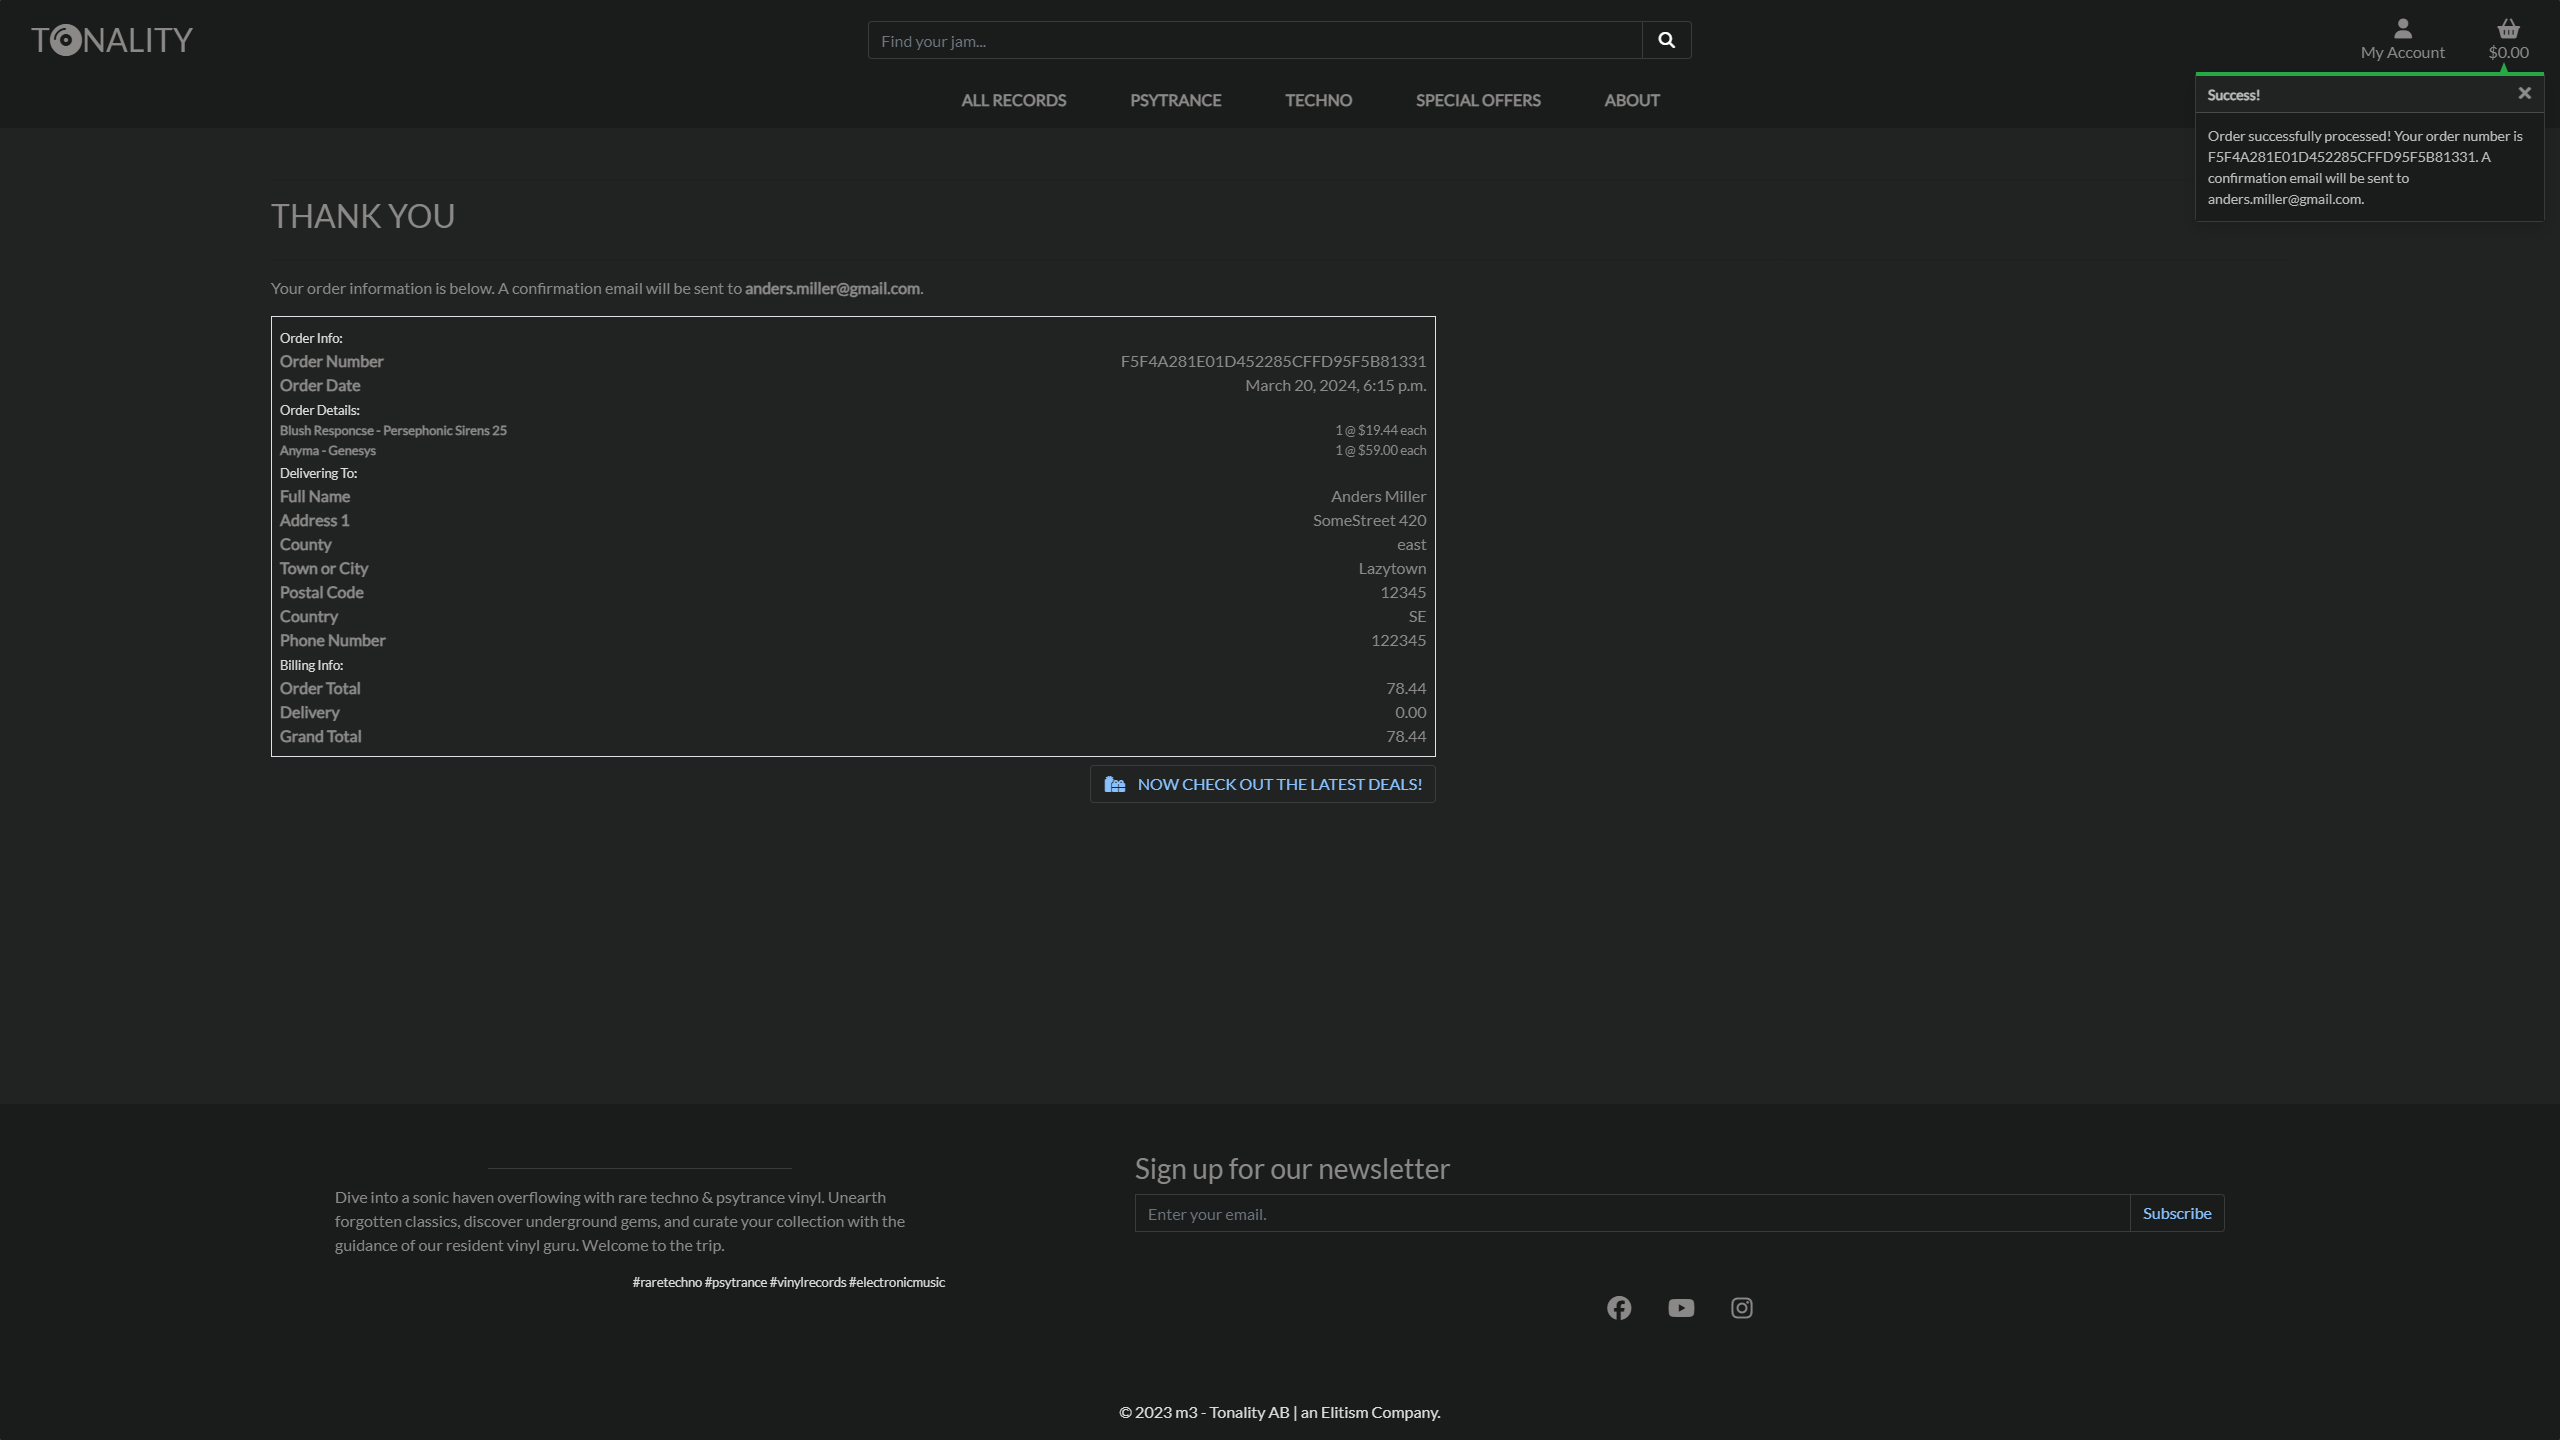 TONALITY
Find your jam...
My Account
$0.00
ALL RECORDS PSYTRANCE TECHNO SPECIAL OFFERS ABOUT
Success!
Order successfully processed! Your order number is
F5F4A281E01D452285CFFD95F5B81331. A
confirmation email will be sent to
anders.miller@gmail.com.
THANK YOU
Your order information is below. A confirmation email will be sent to anders.miller@gmail.com.
Order Info:
Order Number F5F4A281E01D452285CFFD95F5B81331
Order Date March 20, 2024, 6:15 p.m.
Order Details:
Blush Responcse - Persephonic Sirens 25 1 @ $19.44 each
Anyma - Genesys 1 @ $59.00 each
Delivering To:
Full Name Anders Miller
Address 1 SomeStreet 420
County east
Town or City Lazytown
Postal Code 12345
Country SE
Phone Number 122345
Billing Info:
Order Total 78.44
Delivery 0.00
Grand Total 78.44
NOW CHECK OUT THE LATEST DEALS!
Dive into a sonic haven overflowing with rare techno & psytrance vinyl. Unearth
forgotten classics, discover underground gems, and curate your collection with the
guidance of our resident vinyl guru. Welcome to the trip.
#raretechno #psytrance #vinylrecords #electronicmusic
Sign up for our newsletter
Enter your email.
Subscribe
© 2023 m3 - Tonality AB | an Elitism Company.